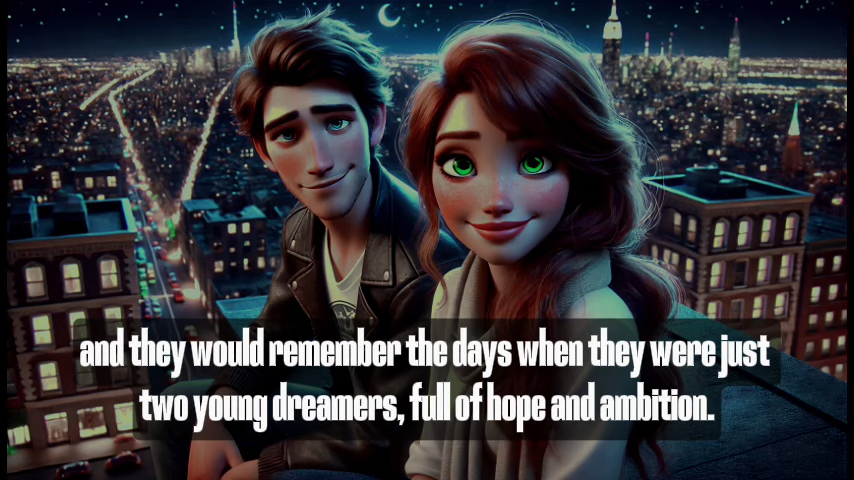 and they would remember the days when they were just
two young dreamers, full of hope and ambition.